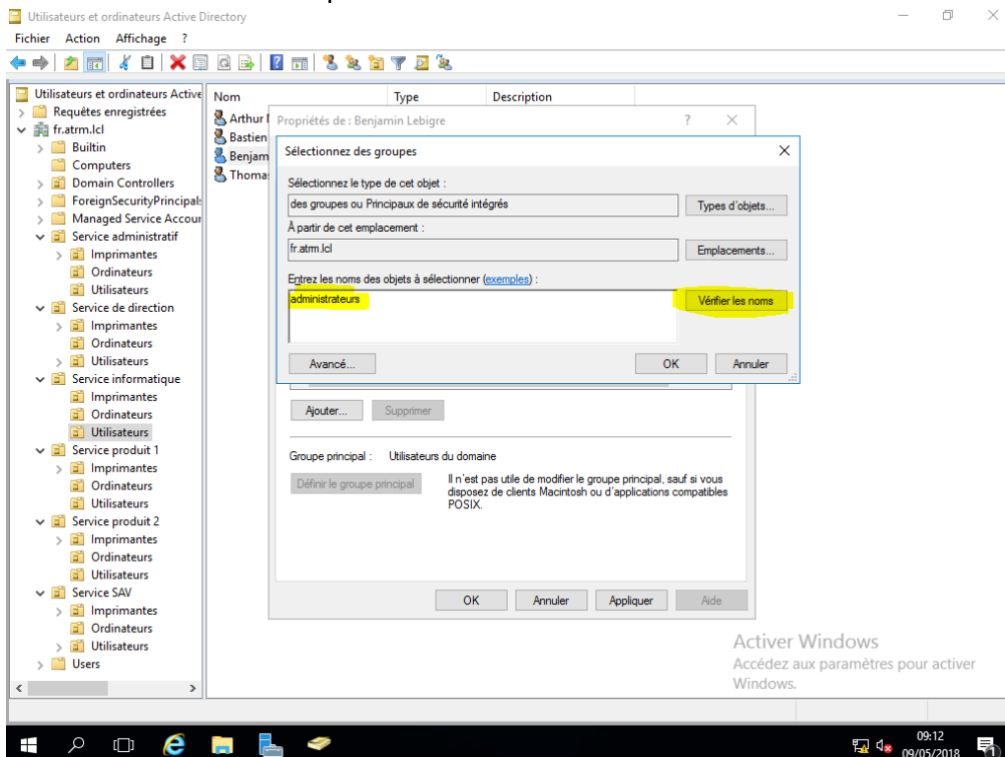 Utilisateurs et ordinateurs Active Directory
Fichier Action Affichage ?
Utilisateurs et ordinateurs Active
Requêtes enregistrées
fr.atrm.lcl
Builtin
Computers
Domain Controllers
ForeignSecurityPrincipals
Managed Service Accour
Service administratif
Imprimantes
Ordinateurs
Utilisateurs
Service de direction
Imprimantes
Ordinateurs
Utilisateurs
Service informatique
Imprimantes
Ordinateurs
Utilisateurs
Service produit 1
Imprimantes
Ordinateurs
Utilisateurs
Service produit 2
Imprimantes
Ordinateurs
Utilisateurs
Service SAV
Imprimantes
Ordinateurs
Utilisateurs
Users
Nom Type Description
Arthur
Bastien
Benjam
Thoma
Propriétés de : Benjamin Lebigre ?
Sélectionnez des groupes
Sélectionnez le type de cet objet :
des groupes ou Principaux de sécurité intégrés Types d'objets...
À partir de cet emplacement :
fr.atrm.lcl Emplacements...
Entrez les noms des objets à sélectionner (exemples) :
administrateurs Vérifier les noms
Avancé... OK Annuler
Ajouter... Supprimer
Groupe principal : Utilisateurs du domaine
Définir le groupe principal
Il n'est pas utile de modifier le groupe principal, sauf si vous
disposez de clients Macintosh ou d'applications compatibles
POSIX.
OK Annuler Appliquer Aide
Activer Windows
Accédez aux paramètres pour activer
Windows.
09:12
09/05/2018